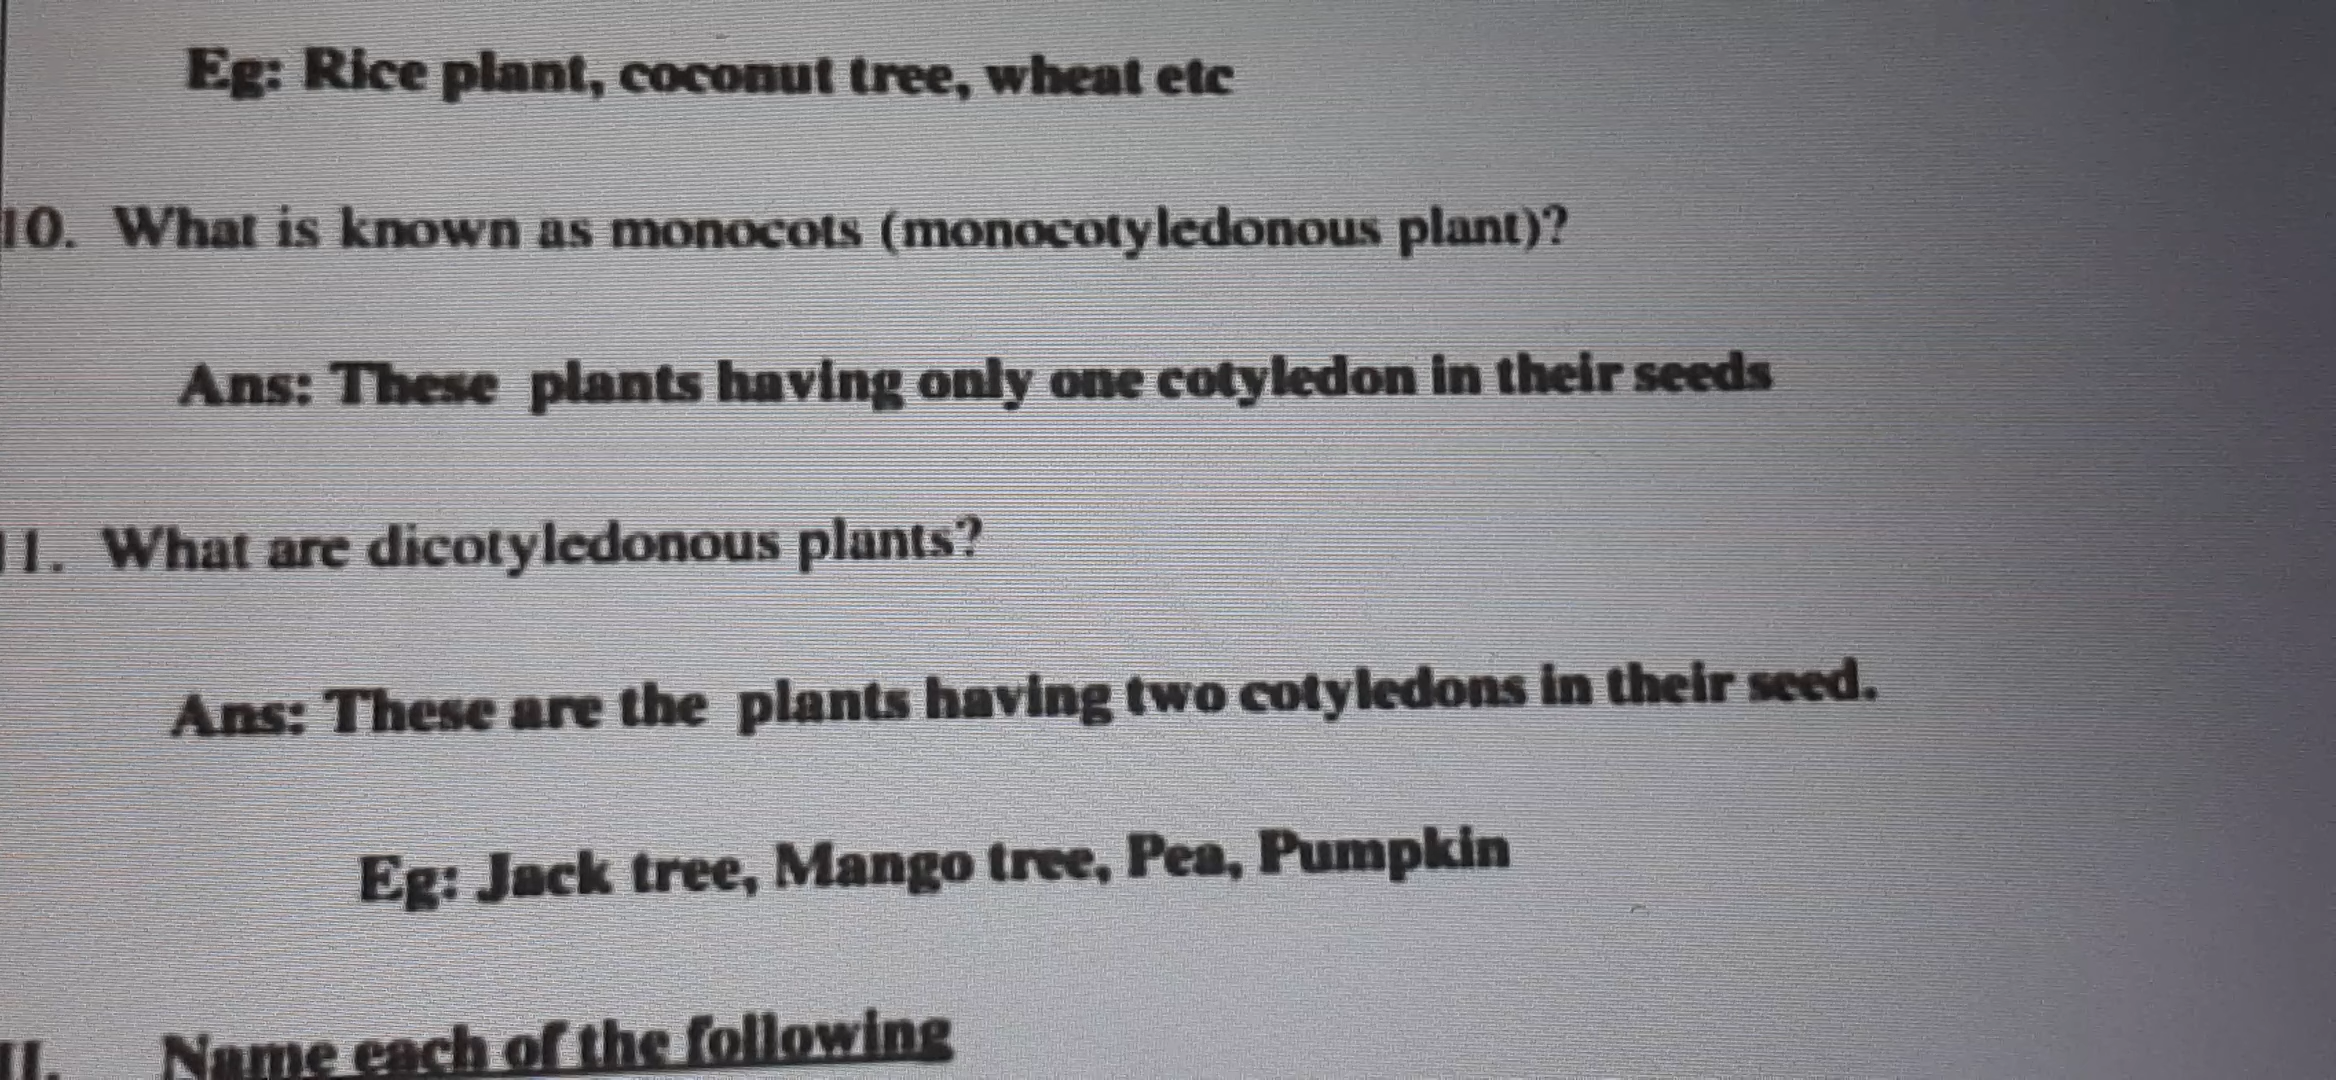 Eg: Rice plant, coconut tree, wheat etc
10. What is known as monocots (monocotyledonous plant)?
Ans: These plants having only one cotyledon in their seeds
11. What are dicotyledonous plants?
Ans: These are the plants having two cotyledons in their seed.
Eg: Jack tree, Mango tree, Pea, Pumpkin
II. Name each of the following